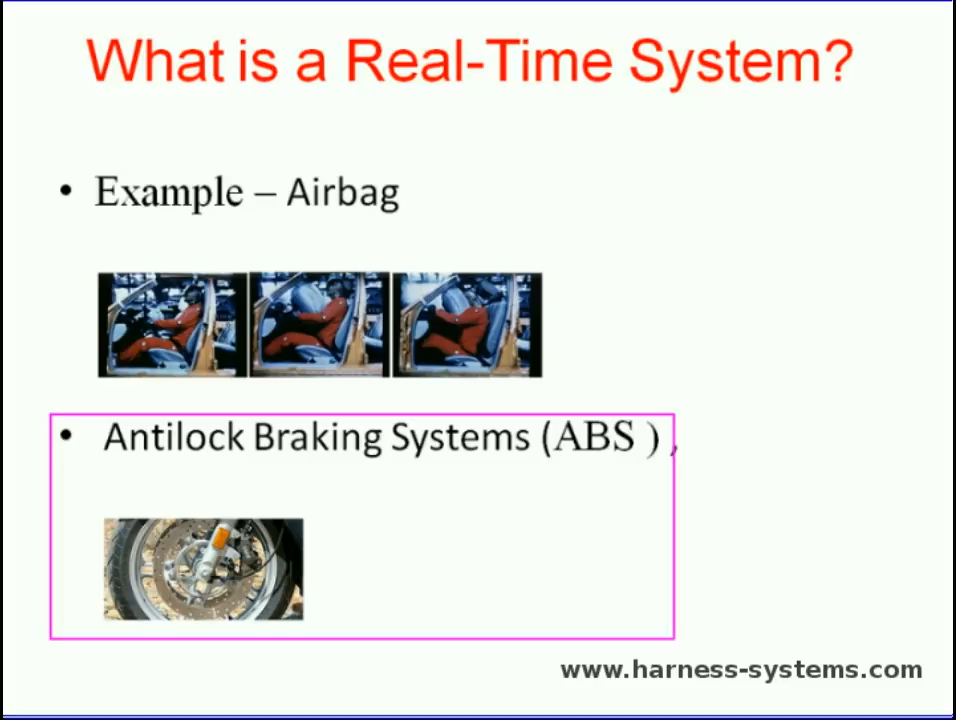 What is a Real-Time System?
• Example – Airbag
• Antilock Braking Systems (ABS ) ,
www.harness-systems.com